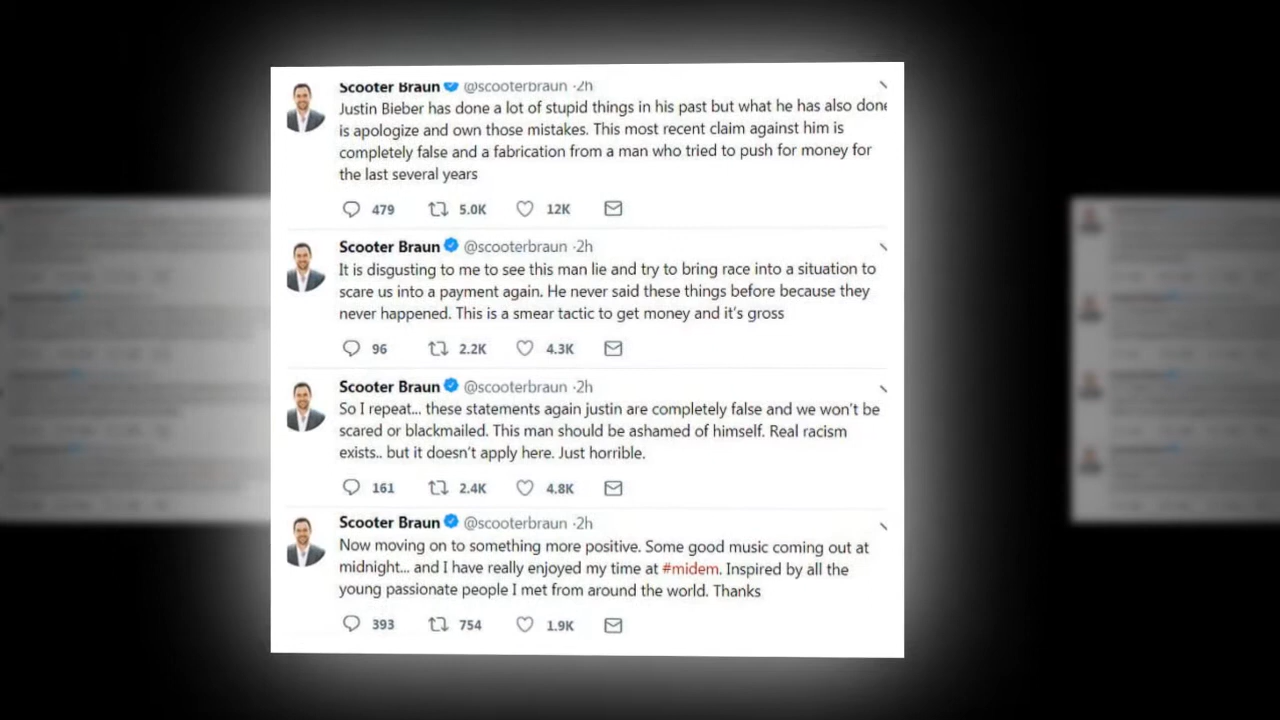 Scooter Braun @scooterbraun ·2h
Justin Bieber has done a lot of stupid things in his past but what he has also done
is apologize and own those mistakes. This most recent claim against him is
completely false and a fabrication from a man who tried to push for money for
the last several years
479 5.0K 12K
Scooter Braun @scooterbraun ·2h
It is disgusting to me to see this man lie and try to bring race into a situation to
scare us into a payment again. He never said these things before because they
never happened. This is a smear tactic to get money and it's gross
96 2.2K 4.3K
Scooter Braun @scooterbraun ·2h
So I repeat... these statements again justin are completely false and we won't be
scared or blackmailed. This man should be ashamed of himself. Real racism
exists.. but it doesn't apply here. Just horrible.
161 2.4K 4.8K
Scooter Braun @scooterbraun ·2h
Now moving on to something more positive. Some good music coming out at
midnight... and I have really enjoyed my time at #midem. Inspired by all the
young passionate people I met from around the world. Thanks
393 754 1.9K